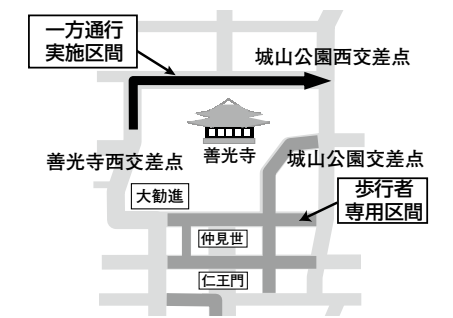 一方通行
実施区間
城山公園西交差点
善光寺西交差点
善光寺
城山公園交差点
大勧進
歩行者
専用区間
仲見世
仁王門